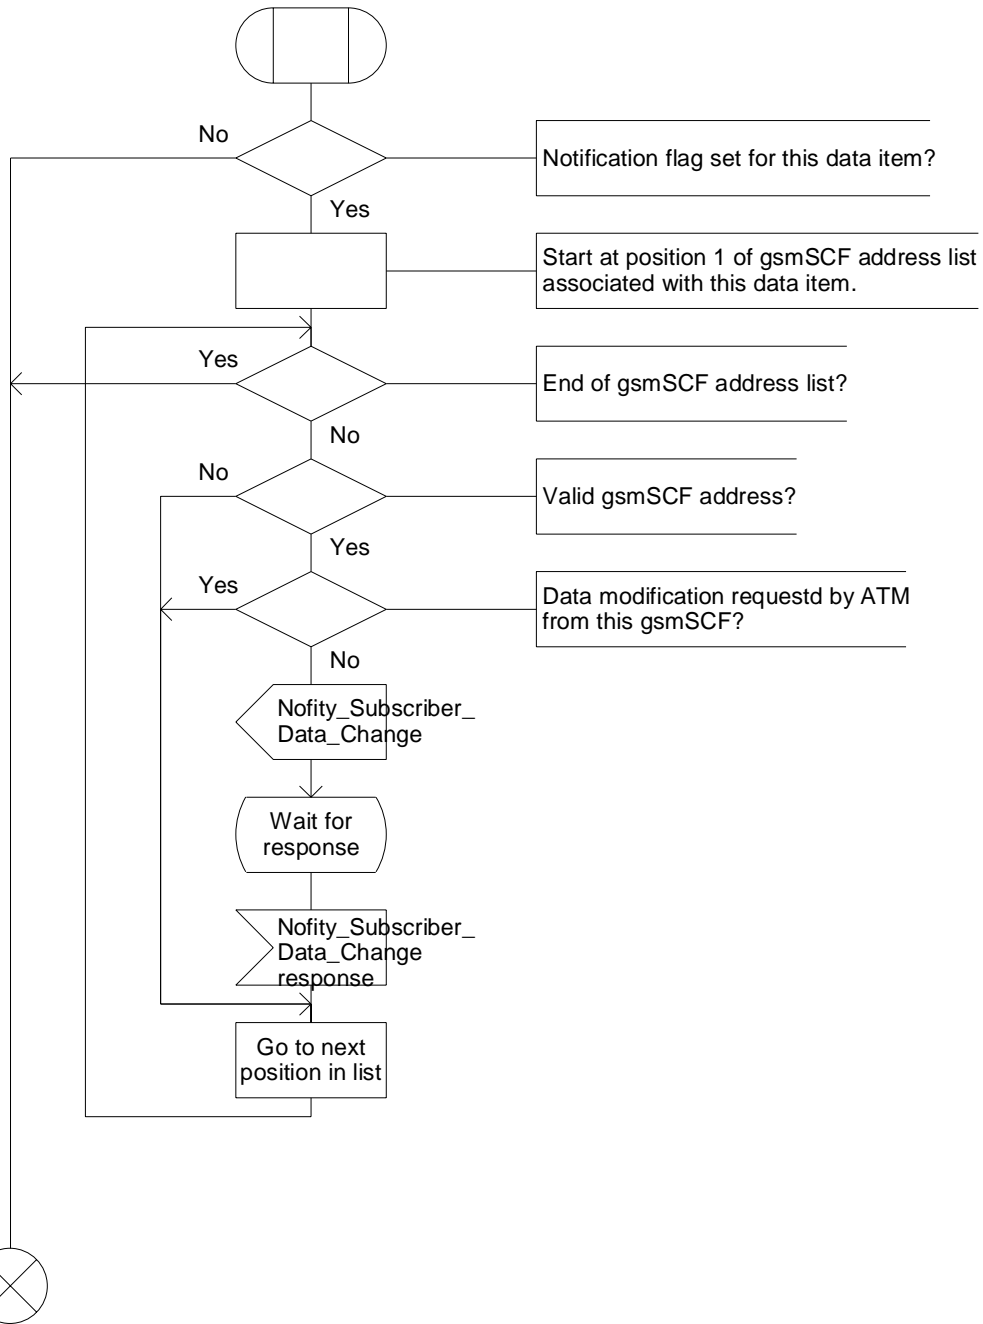 No
Notification flag set for this data item?
Yes
Start at position 1 of gsmSCF address list
associated with this data item.
Yes
End of gsmSCF address list?
No
No
Valid gsmSCF address?
Yes
Yes
Data modification requestd by ATM
from this gsmSCF?
No
Nofity_Subscriber_
Data_Change
Wait for
response
Nofity_Subscriber_
Data_Change
response
Go to next
position in list